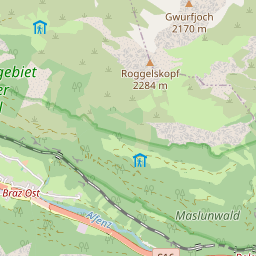 Gwurfjoch
2170 m
Roggelskopf
2284 m
gebiet
er
Braz Ost
Alfenz
Maslunwald
S16